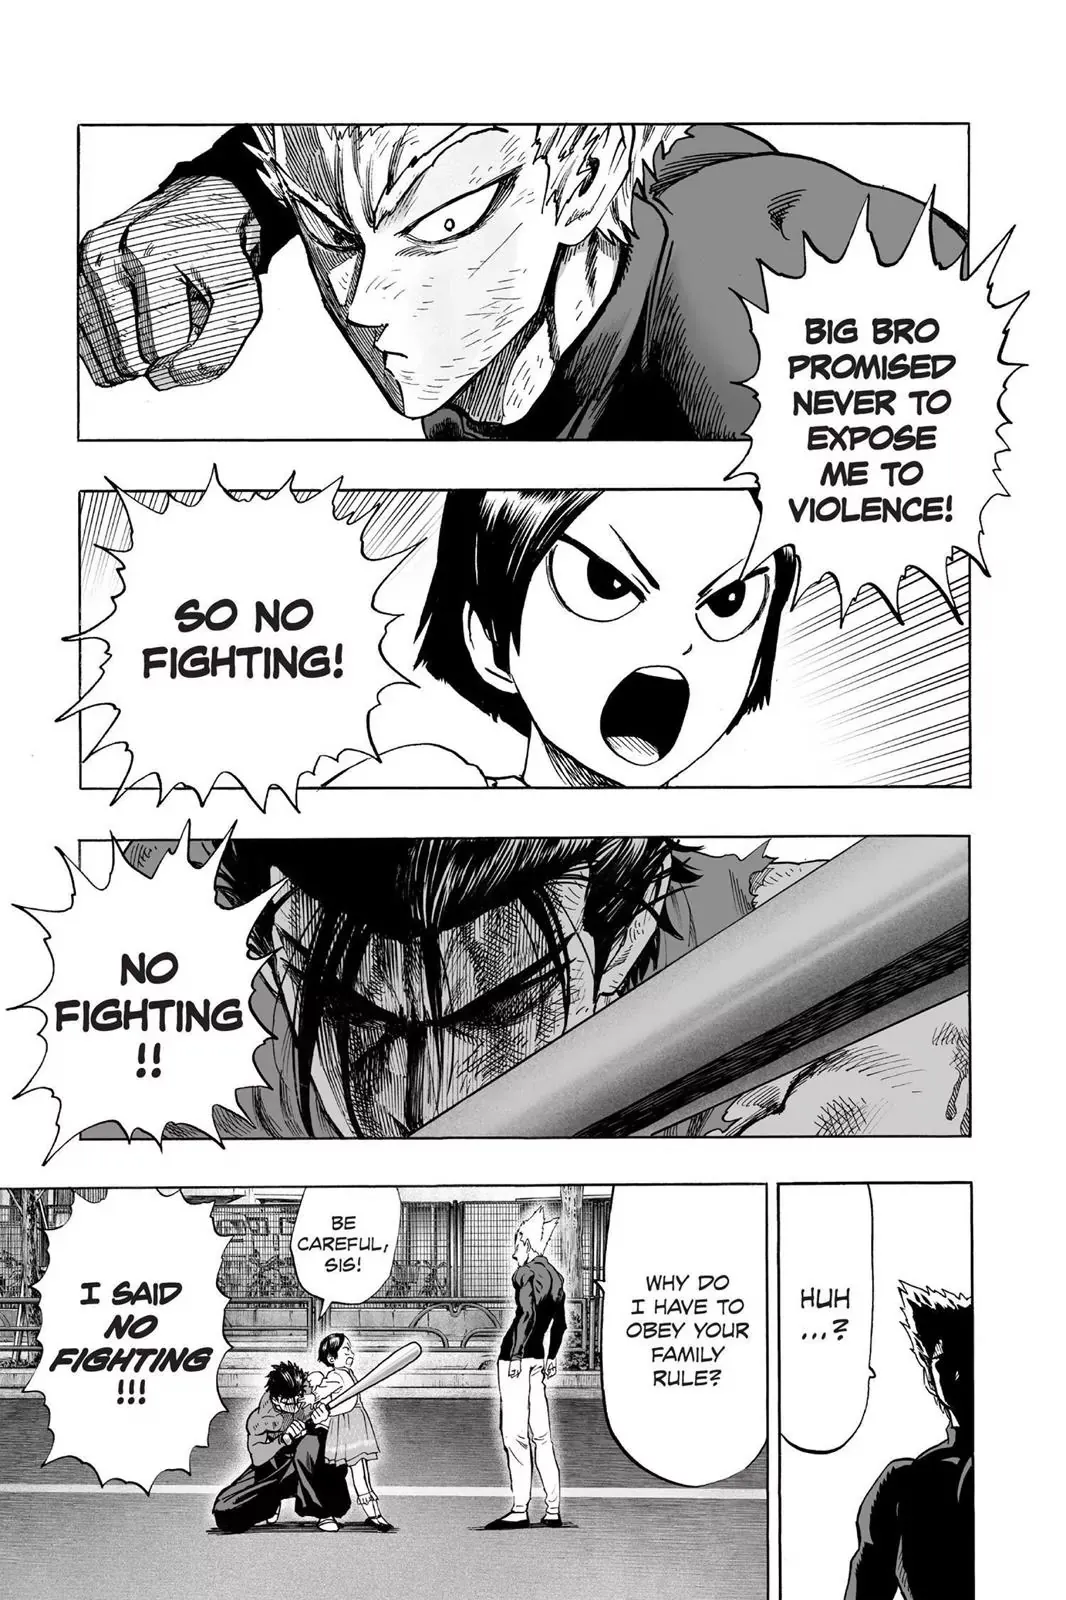 BIG BRO
PROMISED
NEVER TO
EXPOSE
ME TO
VIOLENCE!
SO NO
FIGHTING!
NO
FIGHTING
!!
HUH
...?
WHY DO
I HAVE TO
OBEY YOUR
FAMILY
RULE?
BE
CAREFUL,
SIS!
I SAID
NO
FIGHTING
!!!